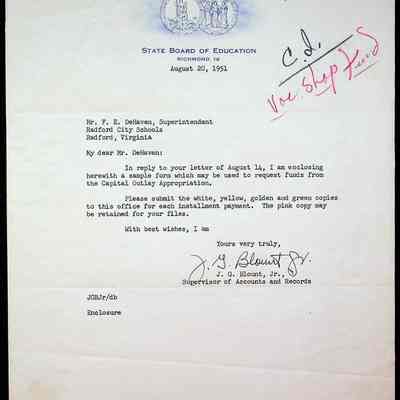 STATE BOARD OF EDUCATION
RICHMOND, 16
August 20, 1951
C.I.
Voc. Shop Fund
Mr. F. E. DeHaven, Superintendant
Radford City Schools
Radford, Virginia
My dear Mr. DeHaven:
In reply to your letter of August 14, I am enclosing
herewith a sample form which may be used to request funds from
the Capital Outlay Appropriation.
Please submit the white, yellow, golden and green copies
to this office for each installment payment. The pink copy may
be retained for your files.
With best wishes, I am
Yours very truly,
J. G. Blount Jr.
J. G. Blount, Jr.,
Supervisor of Accounts and Records
JGBJr/db
Enclosure